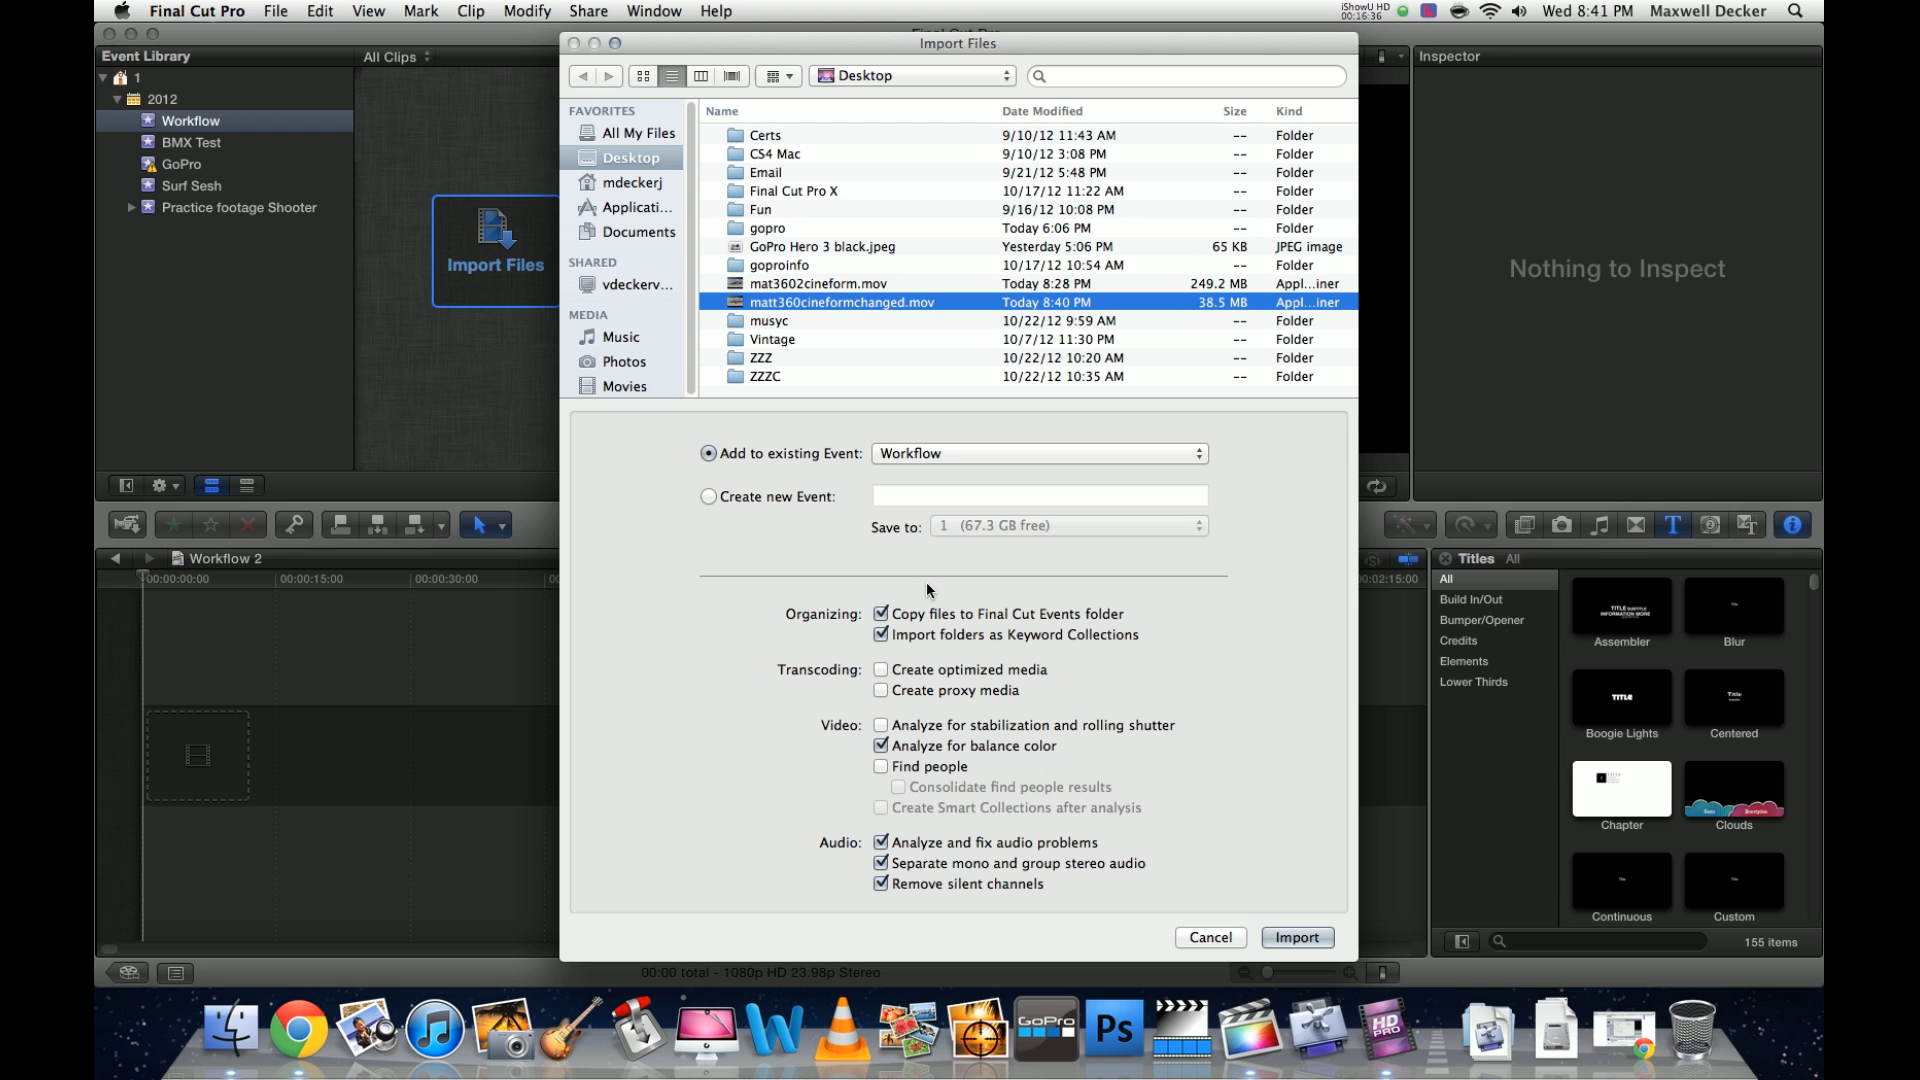 Final Cut Pro File Edit View Mark Clip Modify Share Window Help
iShowU HD
00:16:36
Wed 8:41 PM Maxwell Decker
Event Library
All Clips
1
2012
Workflow
BMX Test
GoPro
Surf Sesh
Practice footage Shooter
Import Files
Import Files
Desktop
FAVORITES
All My Files
Desktop
mdeckerj
Applicati...
Documents
SHARED
vdeckerv...
MEDIA
Music
Photos
Movies
Name Date Modified Size Kind
Certs 9/10/12 11:43 AM -- Folder
CS4 Mac 9/10/12 3:08 PM -- Folder
Email 9/21/12 5:48 PM -- Folder
Final Cut Pro X 10/17/12 11:22 AM -- Folder
Fun 9/16/12 10:08 PM -- Folder
gopro Today 6:06 PM -- Folder
GoPro Hero 3 black.jpeg Yesterday 5:06 PM 65 KB JPEG image
goproinfo 10/17/12 10:54 AM -- Folder
mat3602cineform.mov Today 8:28 PM 249.2 MB Appl...iner
matt360cineformchanged.mov Today 8:40 PM 38.5 MB Appl...iner
musyc 10/22/12 9:59 AM -- Folder
Vintage 10/7/12 11:30 PM -- Folder
ZZZ 10/22/12 10:20 AM -- Folder
ZZZC 10/22/12 10:35 AM -- Folder
Add to existing Event: Workflow
Create new Event:
Save to: 1 (67.3 GB free)
Organizing: Copy files to Final Cut Events folder
Import folders as Keyword Collections
Transcoding: Create optimized media
Create proxy media
Video: Analyze for stabilization and rolling shutter
Analyze for balance color
Find people
Consolidate find people results
Create Smart Collections after analysis
Audio: Analyze and fix audio problems
Separate mono and group stereo audio
Remove silent channels
Cancel Import
Inspector
Nothing to Inspect
Workflow 2
00:00:00:00 00:00:15:00 00:00:30:00
0:02:15:00
00:00 total - 1080p HD 23.98p Stereo
Titles All
All
Build In/Out
Bumper/Opener
Credits
Elements
Lower Thirds
Assembler
Blur
TITLE
Title
Boogie Lights
Centered
Chapter
Clouds
Continuous
Custom
155 items
GoPro
Ps
HD
PRO